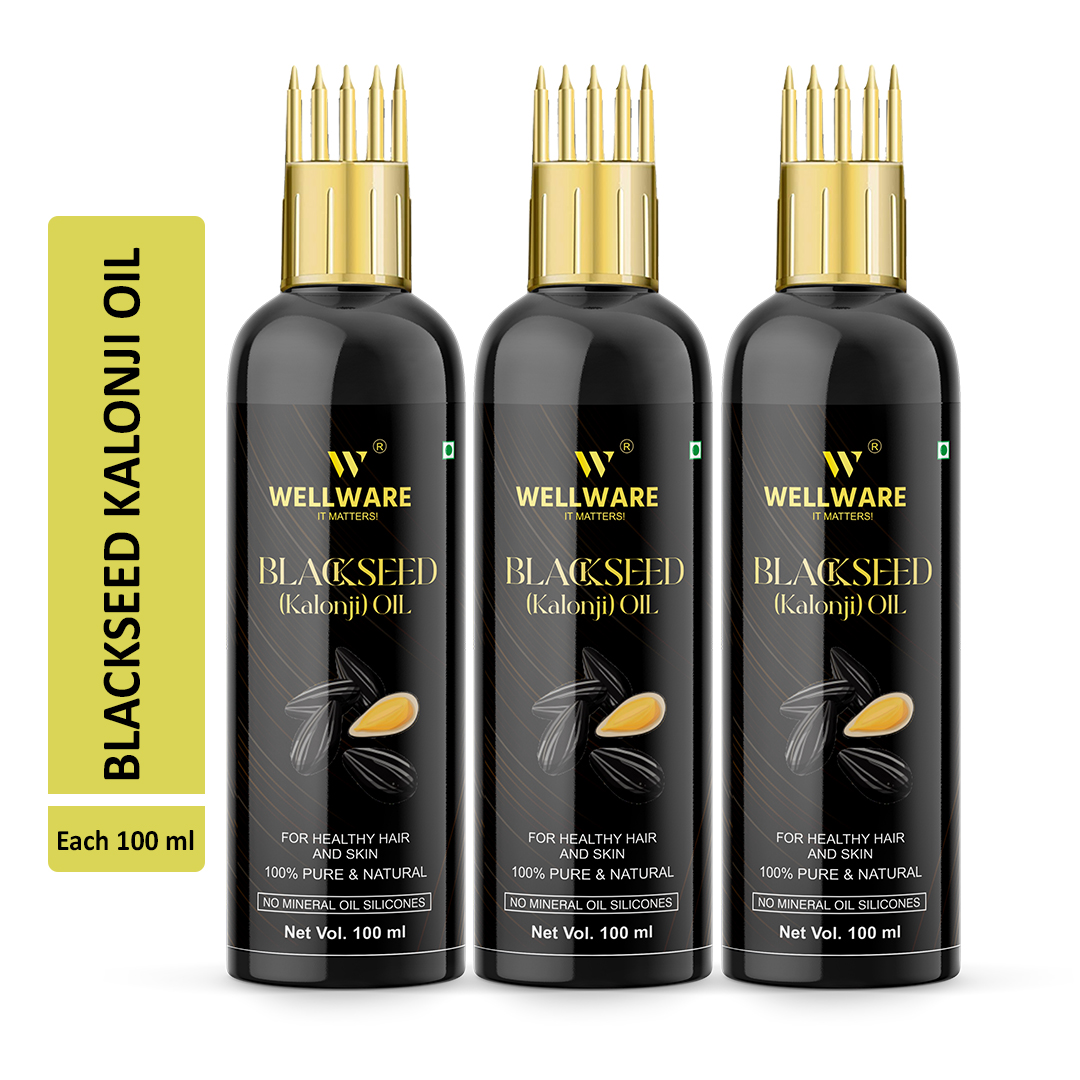 BLACKSEED KALONJI OIL
Each 100 ml
W ®
WELLWARE
IT MATTERS!
BLACKSEED
(Kalonji) OIL
FOR HEALTHY HAIR
AND SKIN
100% PURE & NATURAL
NO MINERAL OIL SILICONES
Net Vol. 100 ml
W ®
WELLWARE
IT MATTERS!
BLACKSEED
(Kalonji) OIL
FOR HEALTHY HAIR
AND SKIN
100% PURE & NATURAL
NO MINERAL OIL SILICONES
Net Vol. 100 ml
W ®
WELLWARE
IT MATTERS!
BLACKSEED
(Kalonji) OIL
FOR HEALTHY HAIR
AND SKIN
100% PURE & NATURAL
NO MINERAL OIL SILICONES
Net Vol. 100 ml